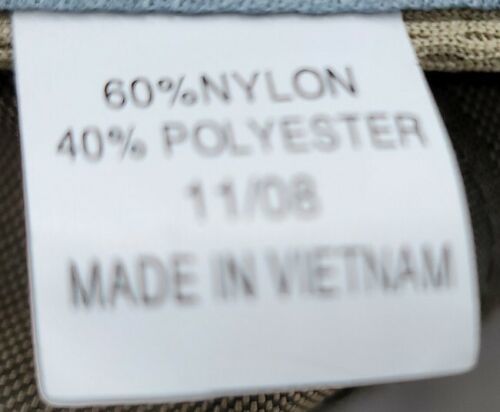 60%NYLON
40% POLYESTER
11/08
MADE IN VIETNAM